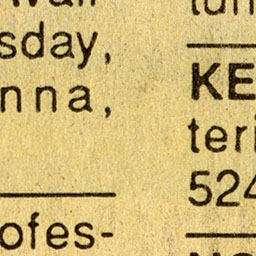 sday,
nna,
ofes-
KE
teri
524